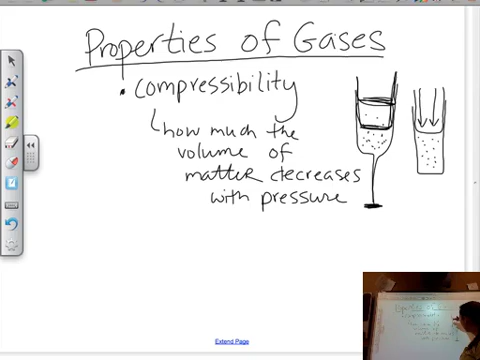 Properties of Gases
• compressibility
how much the
volume of
matter decreases
with pressure
Extend Page